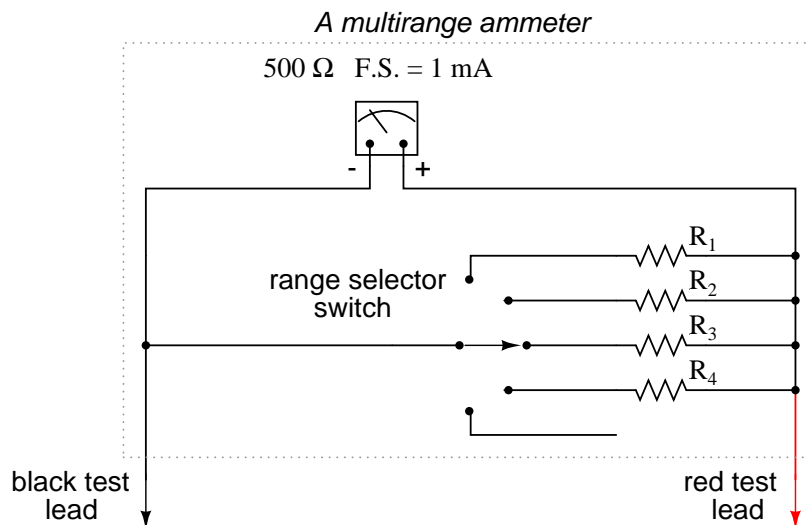 A multirange ammeter
500 Ω F.S. = 1 mA
- +
R1
range selector
switch
R2
R3
R4
black test
lead
red test
lead